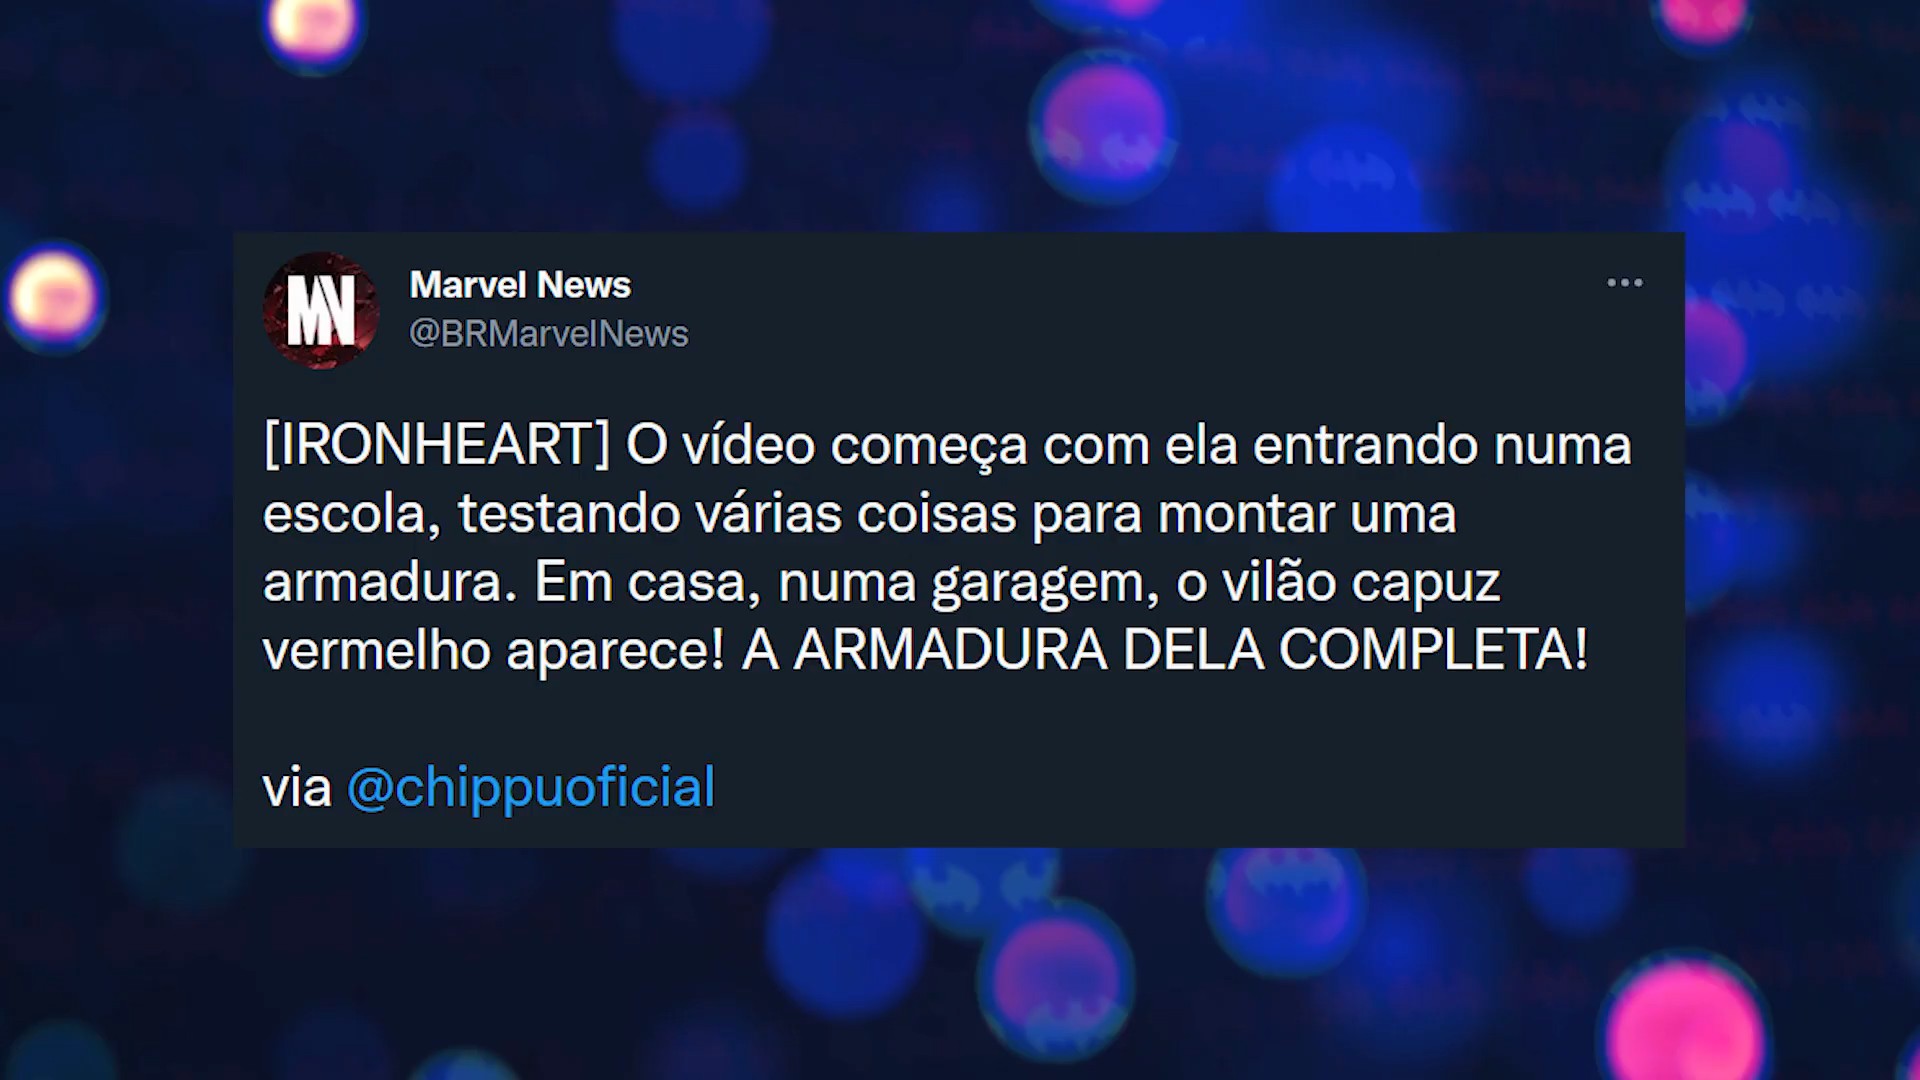 MN
Marvel News
@BRMarvelNews
[IRONHEART] O vídeo começa com ela entrando numa
escola, testando várias coisas para montar uma
armadura. Em casa, numa garagem, o vilão capuz
vermelho aparece! A ARMADURA DELA COMPLETA!
via @chippuoficial